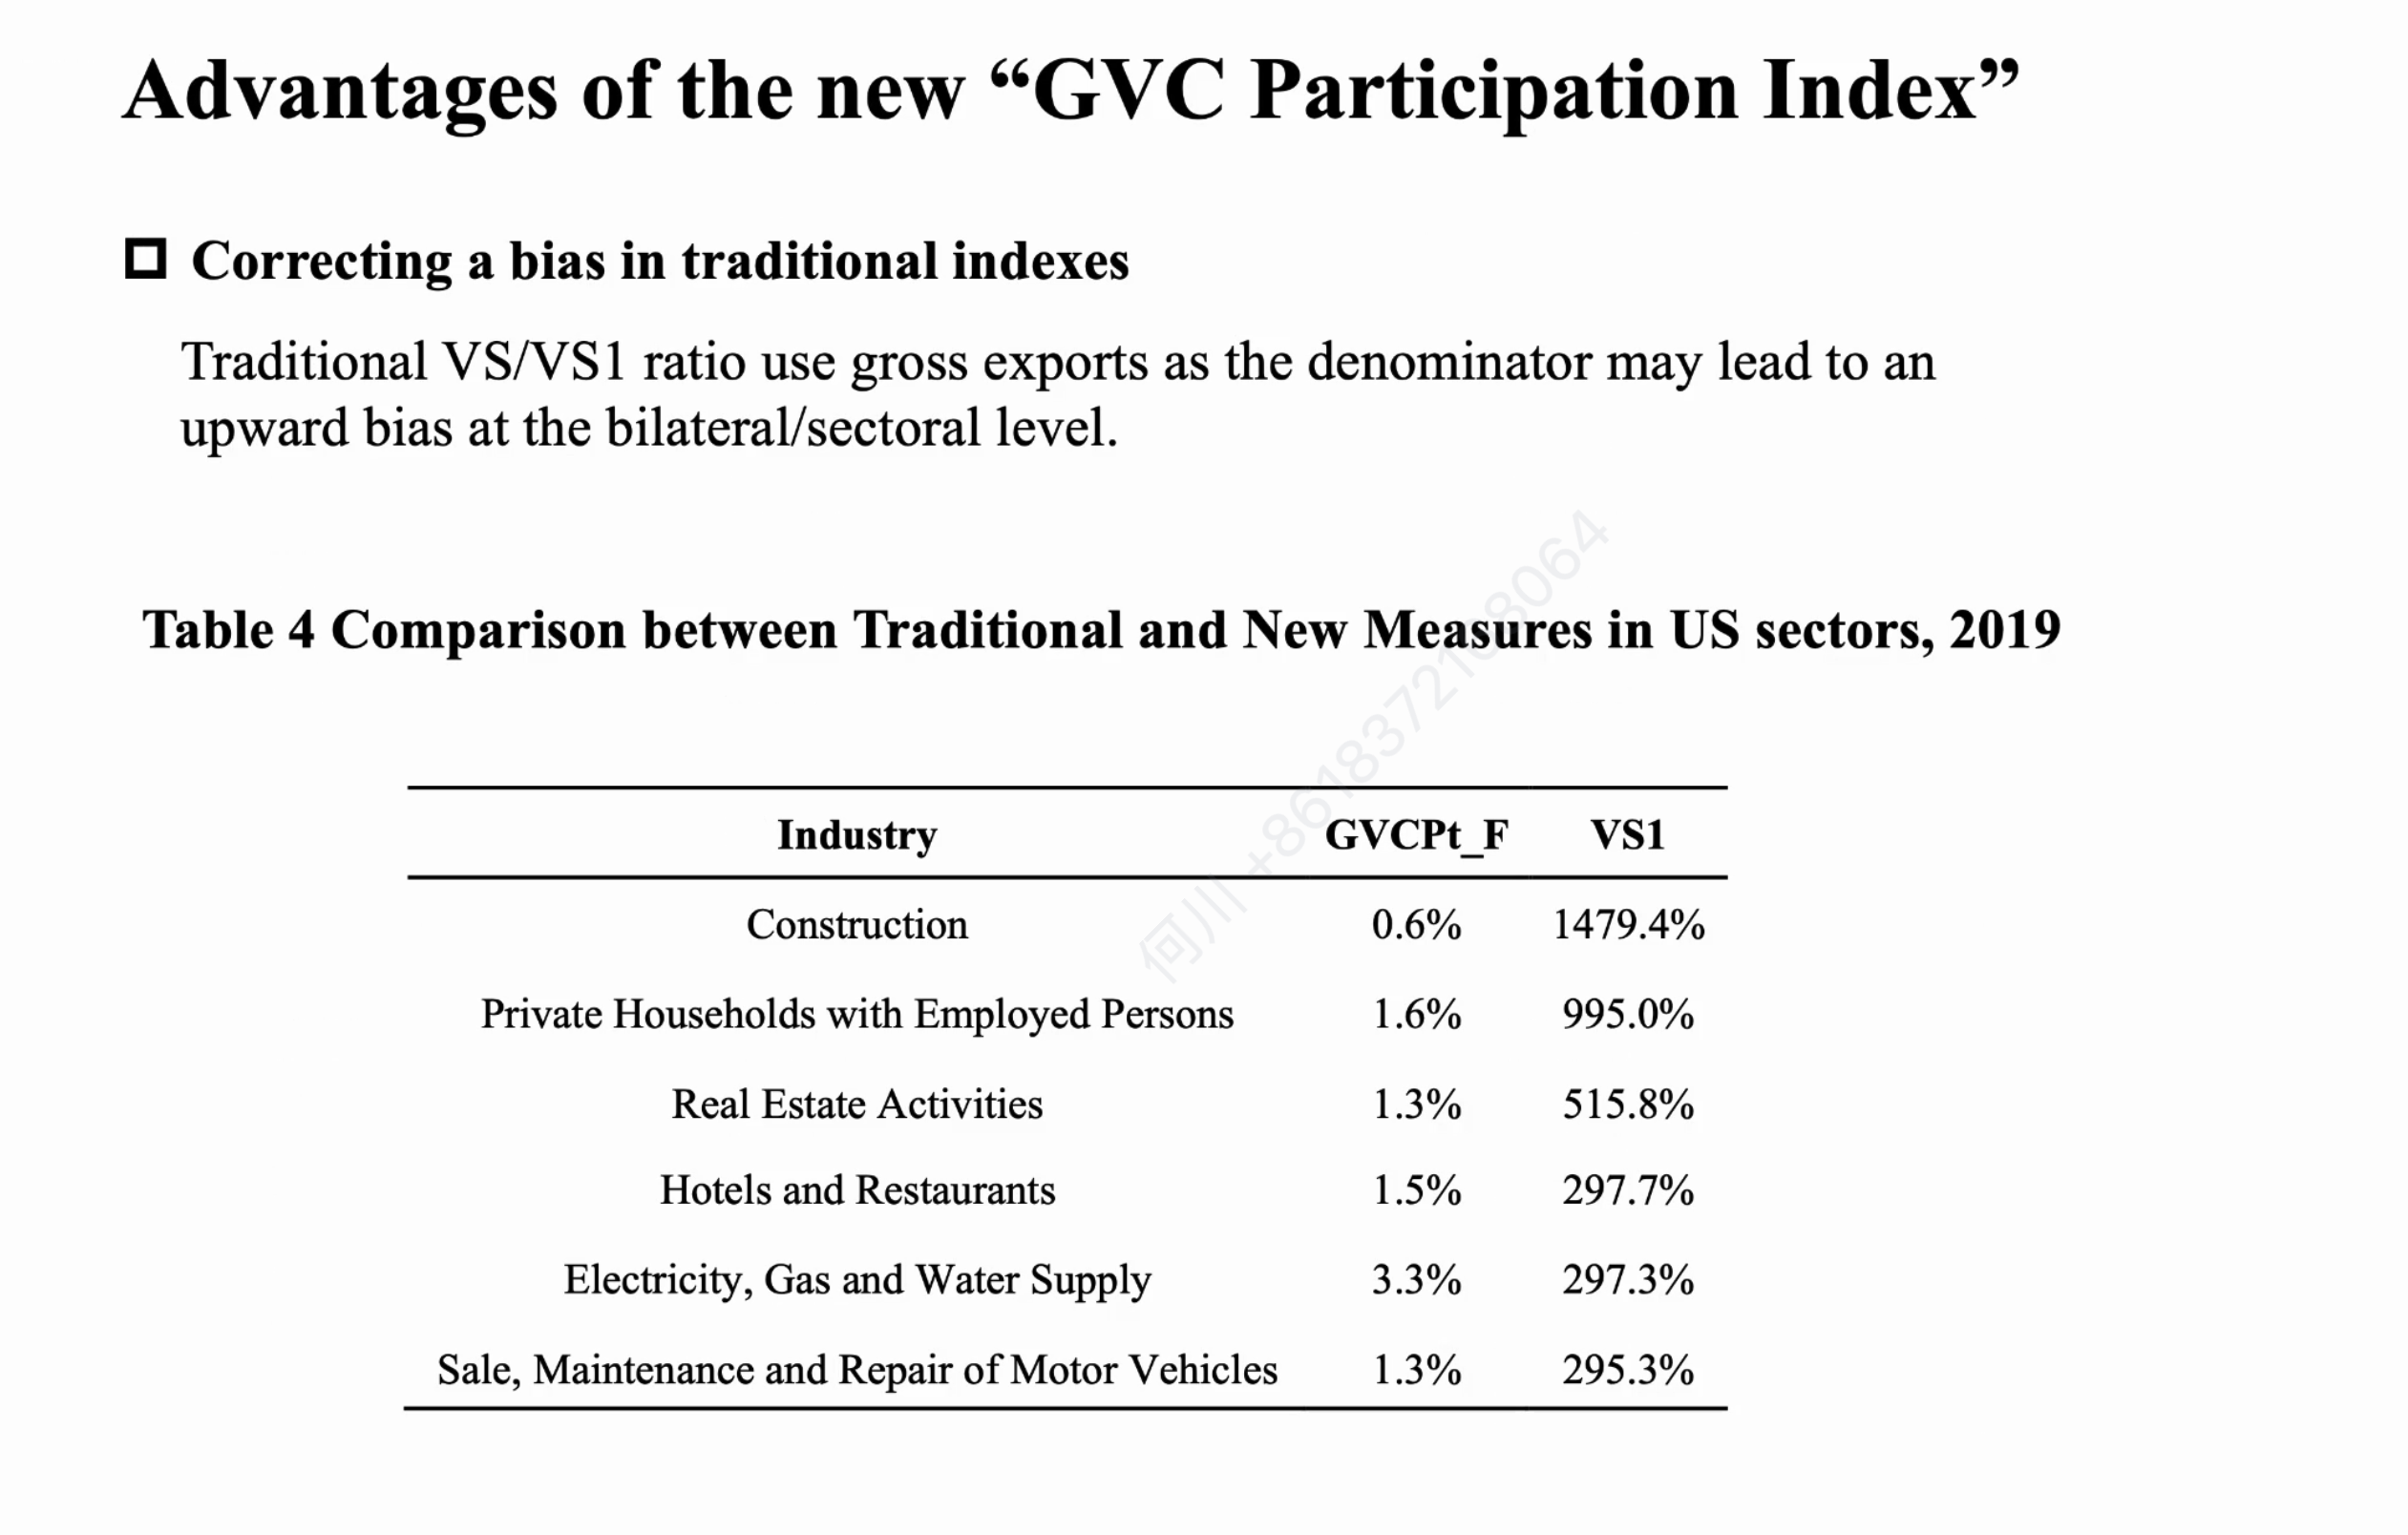 Advantages of the new “GVC Participation Index”
Correcting a bias in traditional indexes
Traditional VS/VS1 ratio use gross exports as the denominator may lead to an
upward bias at the bilateral/sectoral level.
Table 4 Comparison between Traditional and New Measures in US sectors, 2019
Industry GVCPt_F VS1
Construction 0.6% 1479.4%
Private Households with Employed Persons 1.6% 995.0%
Real Estate Activities 1.3% 515.8%
Hotels and Restaurants 1.5% 297.7%
Electricity, Gas and Water Supply 3.3% 297.3%
Sale, Maintenance and Repair of Motor Vehicles 1.3% 295.3%
何川